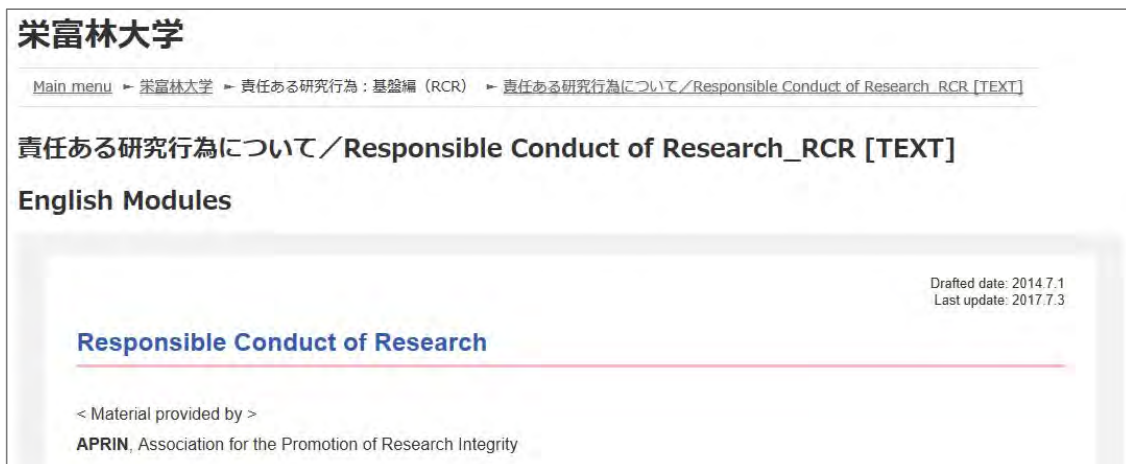 栄富林大学
Main menu ► 栄富林大学 ► 責任ある研究行為：基盤編（RCR） ► 責任ある研究行為について／Responsible Conduct of Research_RCR [TEXT]
責任ある研究行為について／Responsible Conduct of Research_RCR [TEXT]
English Modules
Drafted date: 2014.7.1
Last update: 2017.7.3
Responsible Conduct of Research
< Material provided by >
APRIN, Association for the Promotion of Research Integrity